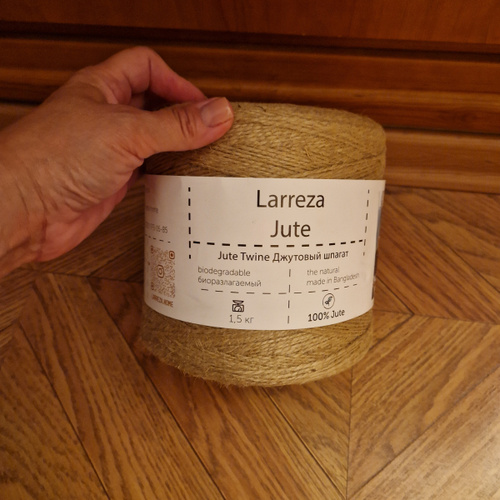 Larreza
Jute
Jute Twine Джутовый шпагат
biodegradable
биоразлагаемый
the natural
made in Bangladesh
1,5 кг
100% Jute